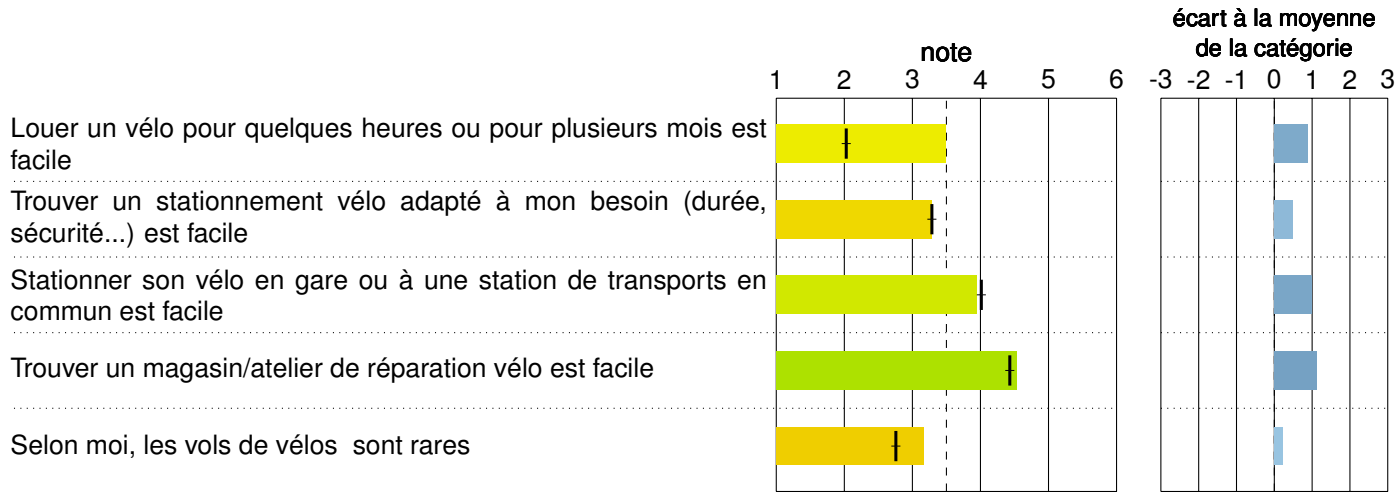 écart à la moyenne
de la catégorie
note
1 2 3 4 5 6
-3 -2 -1 0 1 2 3
Louer un vélo pour quelques heures ou pour plusieurs mois est
facile
Trouver un stationnement vélo adapté à mon besoin (durée,
sécurité...) est facile
Stationner son vélo en gare ou à une station de transports en
commun est facile
Trouver un magasin/atelier de réparation vélo est facile
Selon moi, les vols de vélos sont rares